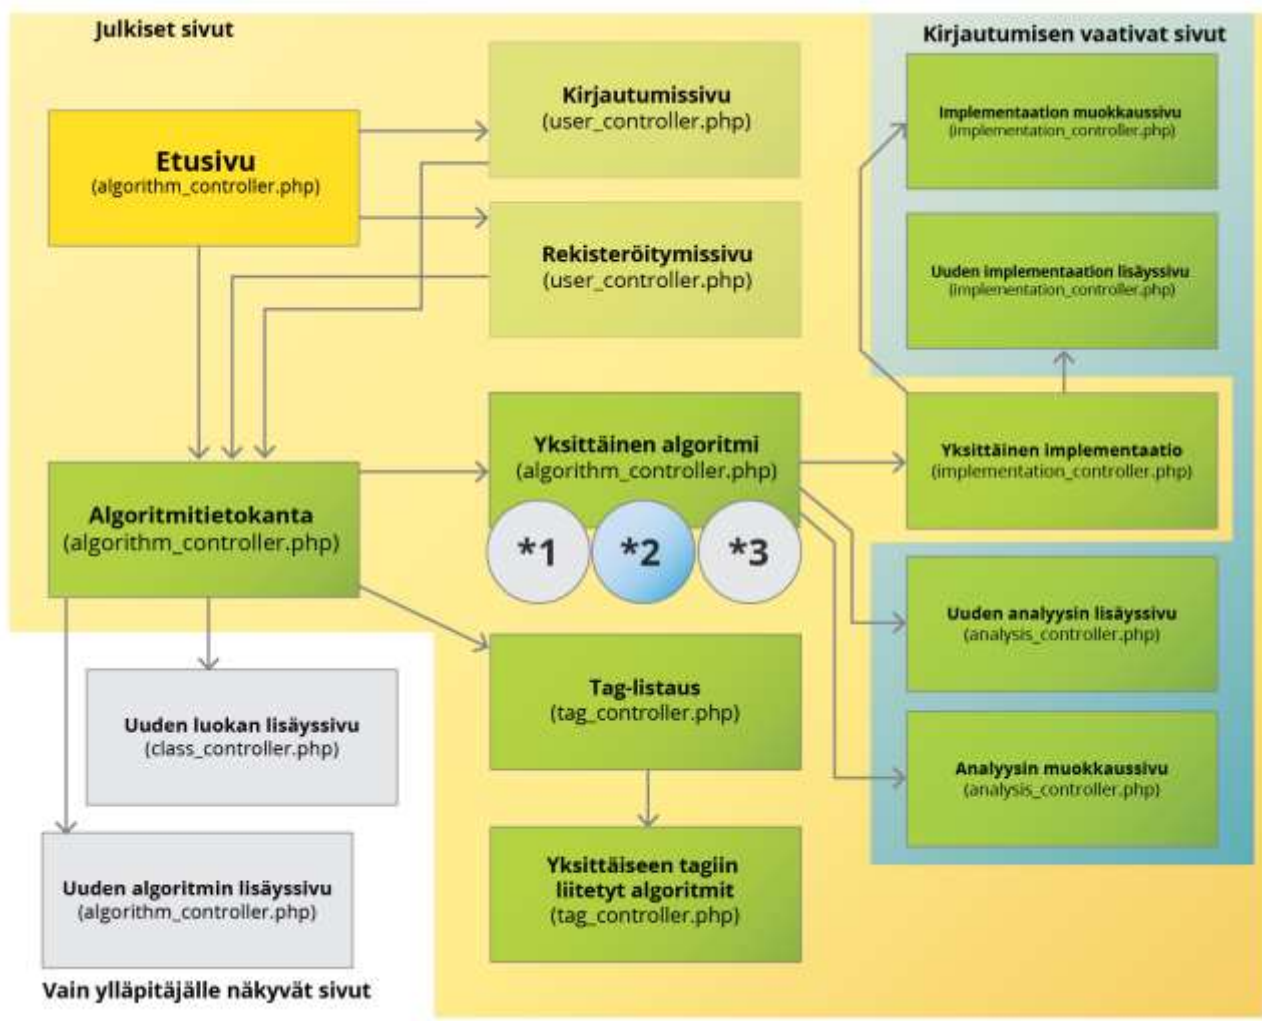 Julkiset sivut
Kirjautumisen vaativat sivut
Etusivu
(algorithm_controller.php)
Kirjautumissivu
(user_controller.php)
Rekisteröitymissivu
(user_controller.php)
Implementaation muokkaussivu
(implementation_controller.php)
Uuden implementaation lisäyssivu
(implementation_controller.php)
Algoritmitietokanta
(algorithm_controller.php)
Yksittäinen algoritmi
(algorithm_controller.php)
*1
*2
*3
Yksittäinen implementaatio
(implementation_controller.php)
Uuden analyysin lisäyssivu
(analysis_controller.php)
Analyysin muokkaussivu
(analysis_controller.php)
Tag-listaus
(tag_controller.php)
Yksittäiseen tagiin
liitetyt algoritmit
(tag_controller.php)
Uuden luokan lisäyssivu
(class_controller.php)
Uuden algoritmin lisäyssivu
(algorithm_controller.php)
Vain ylläpitäjälle näkyvät sivut